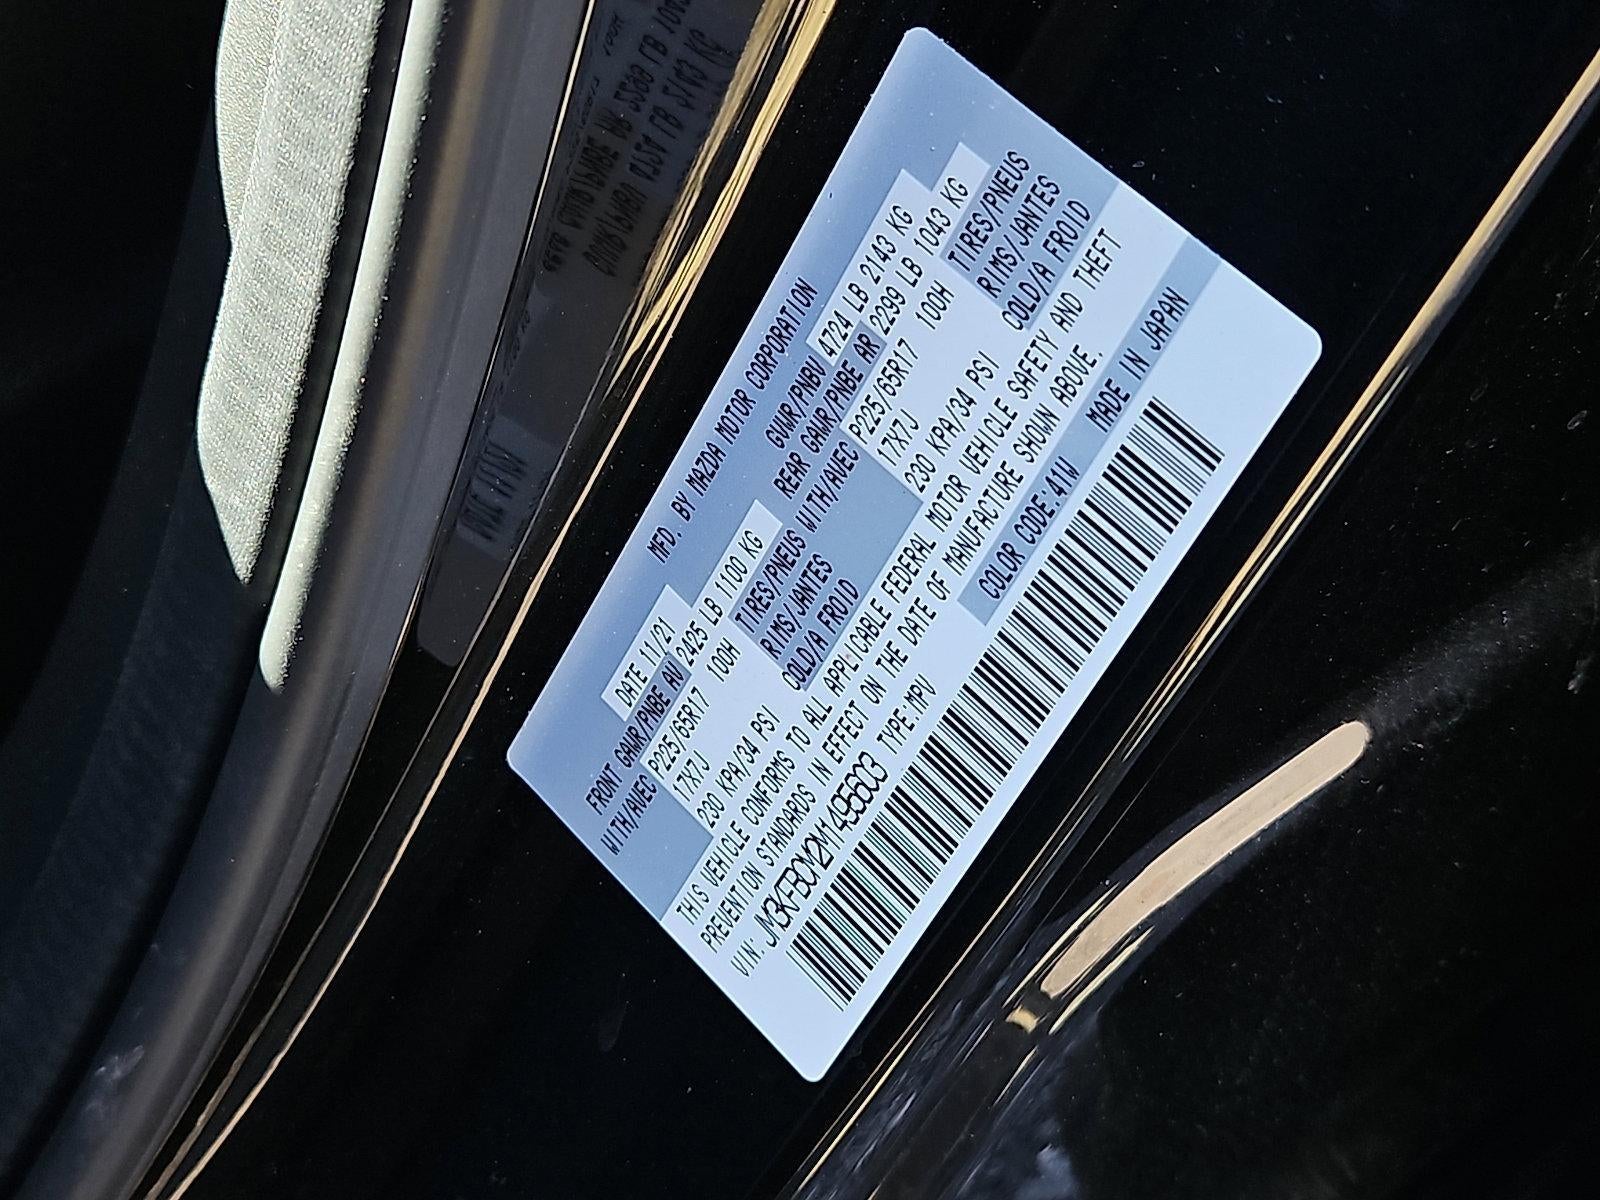 MFD. BY MAZDA MOTOR CORPORATION
DATE 11/21 GVWR/PNBV 4724 LB 2143 KG
FRONT GAWR/PNBE AV 2425 LB 1100 KG REAR GAWR/PNBE AR 2299 LB 1043 KG
WITH/AVEC P225/65R17 100H TIRES/PNEUS WITH/AVEC P225/65R17 100H TIRES/PNEUS
17X7J RIMS/JANTES 17X7J RIMS/JANTES
230 KPA/34 PSI COLD/A FROID 230 KPA/34 PSI COLD/A FROID
THIS VEHICLE CONFORMS TO ALL APPLICABLE FEDERAL MOTOR VEHICLE SAFETY AND THEFT
PREVENTION STANDARDS IN EFFECT ON THE DATE OF MANUFACTURE SHOWN ABOVE.
VIN: TYPE:MPV COLOR CODE:41W MADE IN JAPAN